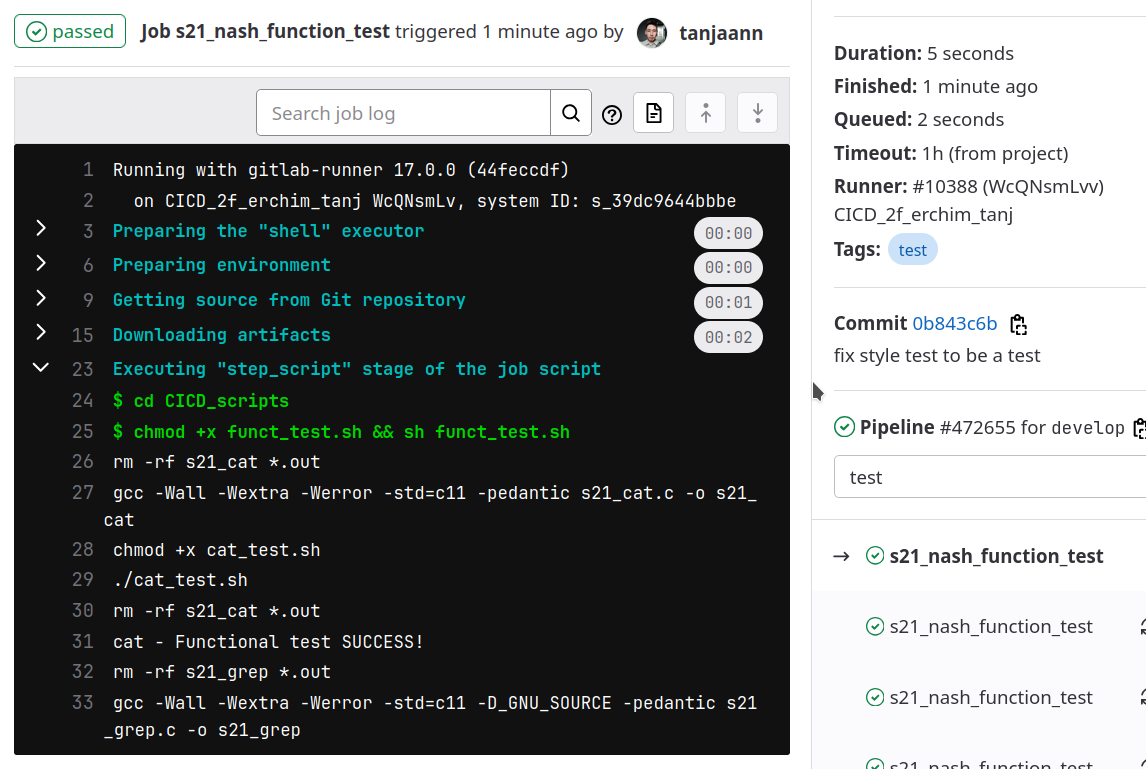 passed Job s21_nash_function_test triggered 1 minute ago by tanjaann
Search job log
1 Running with gitlab-runner 17.0.0 (44feccdf)
2 on CICD_2f_erchim_tanj WcQNsmLv, system ID: s_39dc9644bbbe
3 Preparing the "shell" executor 00:00
6 Preparing environment 00:00
9 Getting source from Git repository 00:01
15 Downloading artifacts 00:02
23 Executing "step_script" stage of the job script
24 $ cd CICD_scripts
25 $ chmod +x funct_test.sh && sh funct_test.sh
26 rm -rf s21_cat *.out
27 gcc -Wall -Wextra -Werror -std=c11 -pedantic s21_cat.c -o s21_
cat
28 chmod +x cat_test.sh
29 ./cat_test.sh
30 rm -rf s21_cat *.out
31 cat - Functional test SUCCESS!
32 rm -rf s21_grep *.out
33 gcc -Wall -Wextra -Werror -std=c11 -D_GNU_SOURCE -pedantic s21
_grep.c -o s21_grep
Duration: 5 seconds
Finished: 1 minute ago
Queued: 2 seconds
Timeout: 1h (from project)
Runner: #10388 (WcQNsmLvv)
CICD_2f_erchim_tanj
Tags: test
Commit 0b843c6b
fix style test to be a test
Pipeline #472655 for develop
test
→ s21_nash_function_test
s21_nash_function_test
s21_nash_function_test
s21_nash_function_test